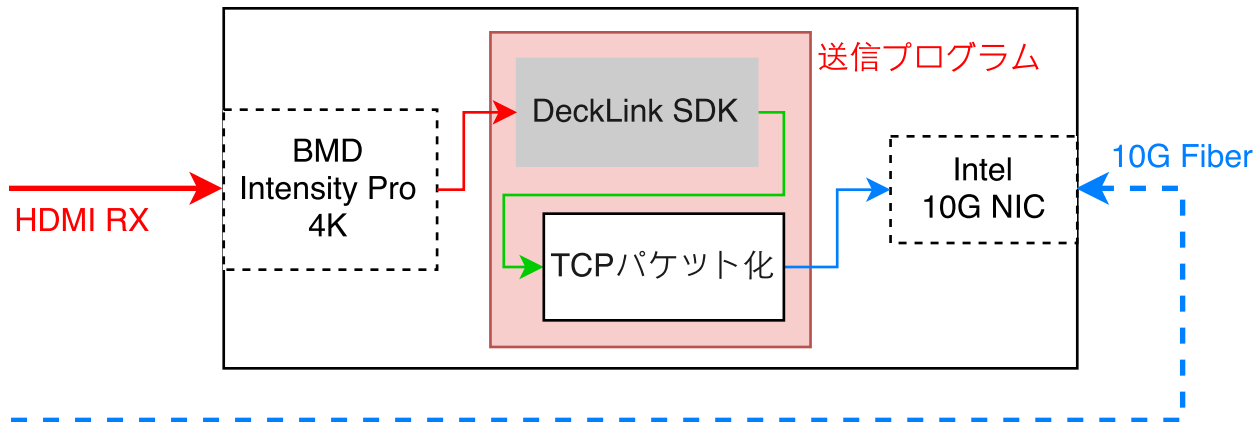 送信プログラム
DeckLink SDK
BMD
Intensity Pro
4K
HDMI RX
TCPパケット化
Intel
10G NIC
10G Fiber